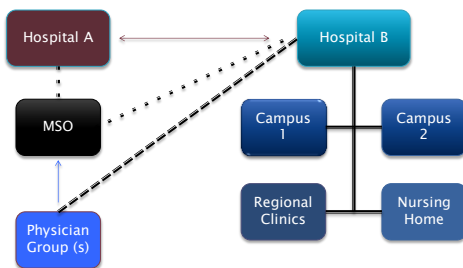 Hospital A
Hospital B
MSO
Campus
1
Campus
2
Regional
Clinics
Nursing
Home
Physician
Group (s)